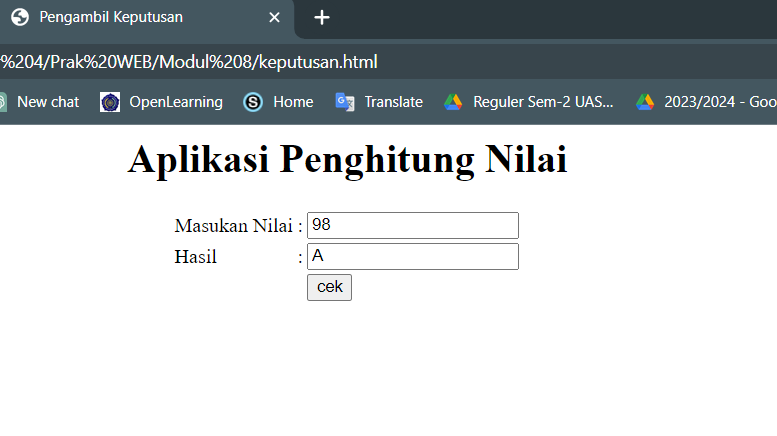 Pengambil Keputusan
%204/Prak%20WEB/Modul%208/keputusan.html
New chat OpenLearning Home Translate Reguler Sem-2 UAS... 2023/2024 - Goo
Aplikasi Penghitung Nilai
Masukan Nilai : 98
Hasil : A
cek